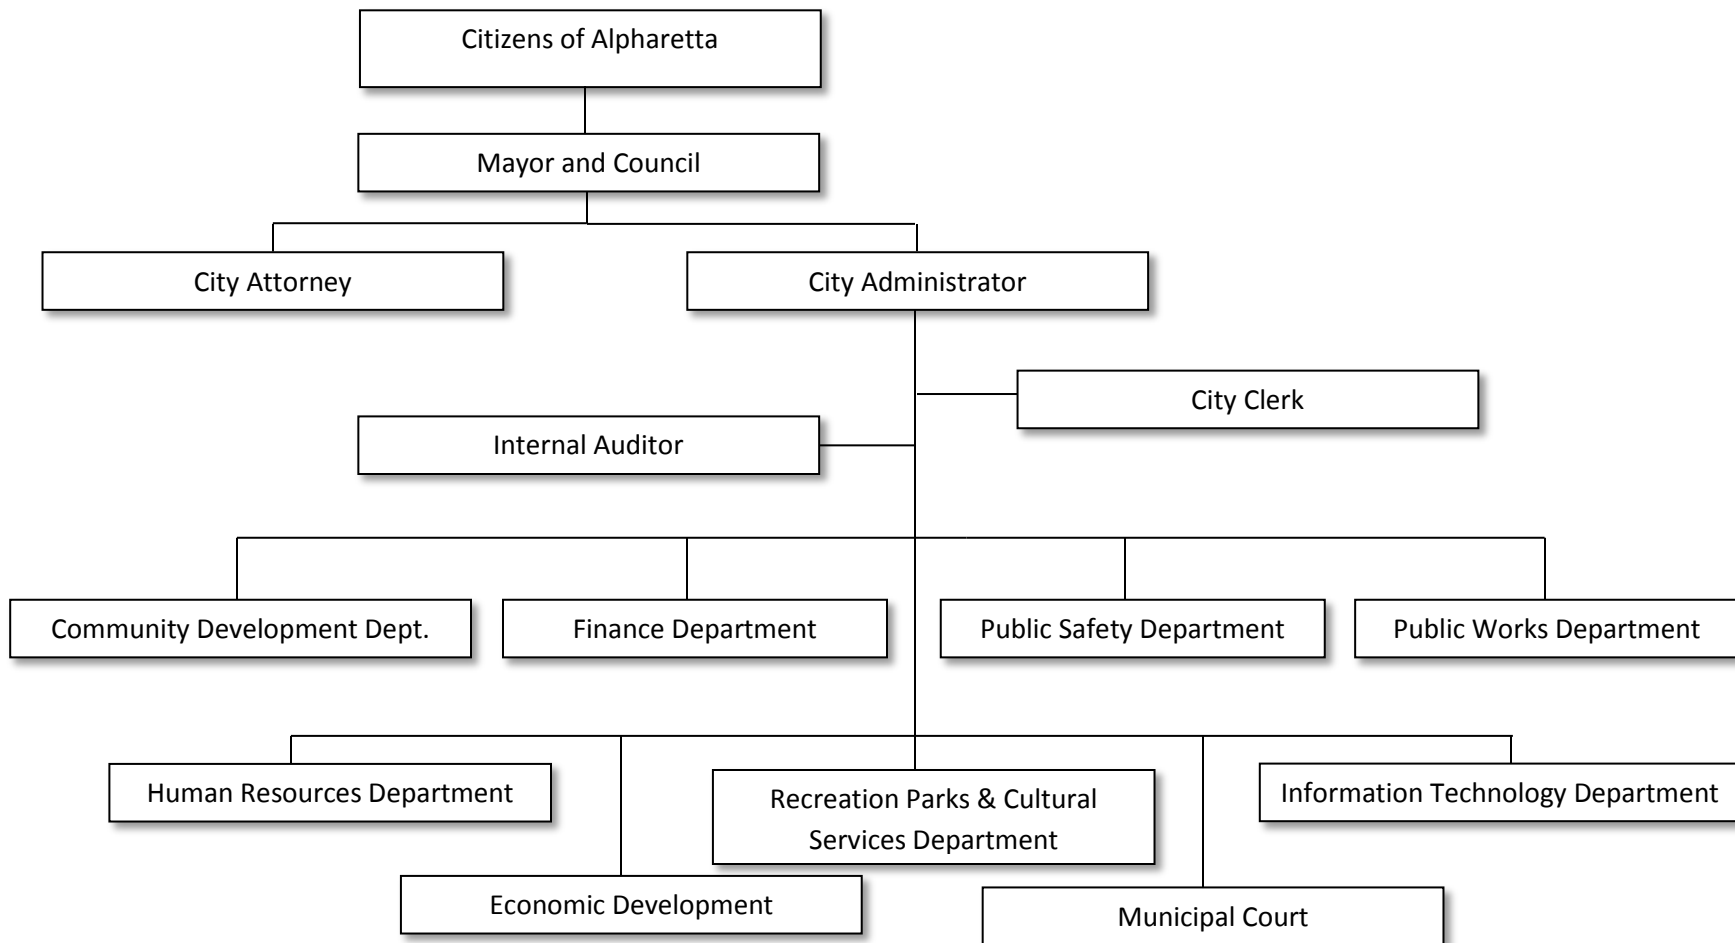 Citizens of Alpharetta
Mayor and Council
City Attorney
City Administrator
City Clerk
Internal Auditor
Community Development Dept.
Finance Department
Public Safety Department
Public Works Department
Human Resources Department
Recreation Parks & Cultural
Services Department
Information Technology Department
Economic Development
Municipal Court